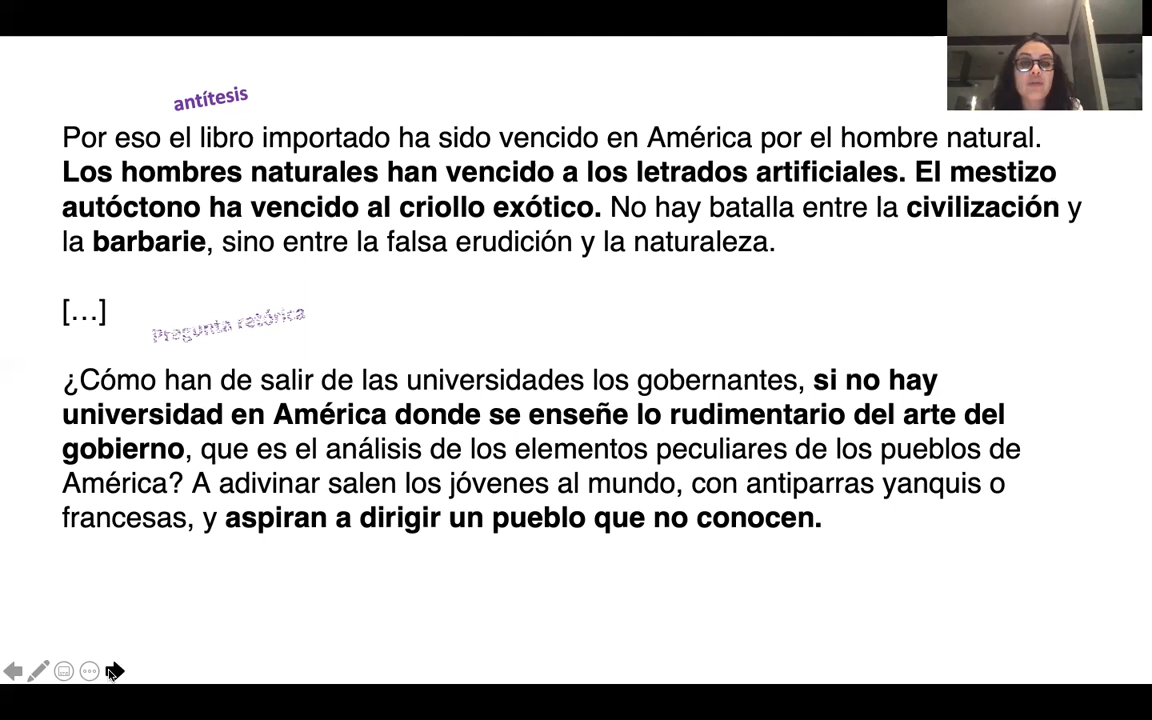 antítesis
Por eso el libro importado ha sido vencido en América por el hombre natural.
Los hombres naturales han vencido a los letrados artificiales. El mestizo
autóctono ha vencido al criollo exótico. No hay batalla entre la civilización y
la barbarie, sino entre la falsa erudición y la naturaleza.
[…]
Pregunta retórica
¿Cómo han de salir de las universidades los gobernantes, si no hay
universidad en América donde se enseñe lo rudimentario del arte del
gobierno, que es el análisis de los elementos peculiares de los pueblos de
América? A adivinar salen los jóvenes al mundo, con antiparras yanquis o
francesas, y aspiran a dirigir un pueblo que no conocen.